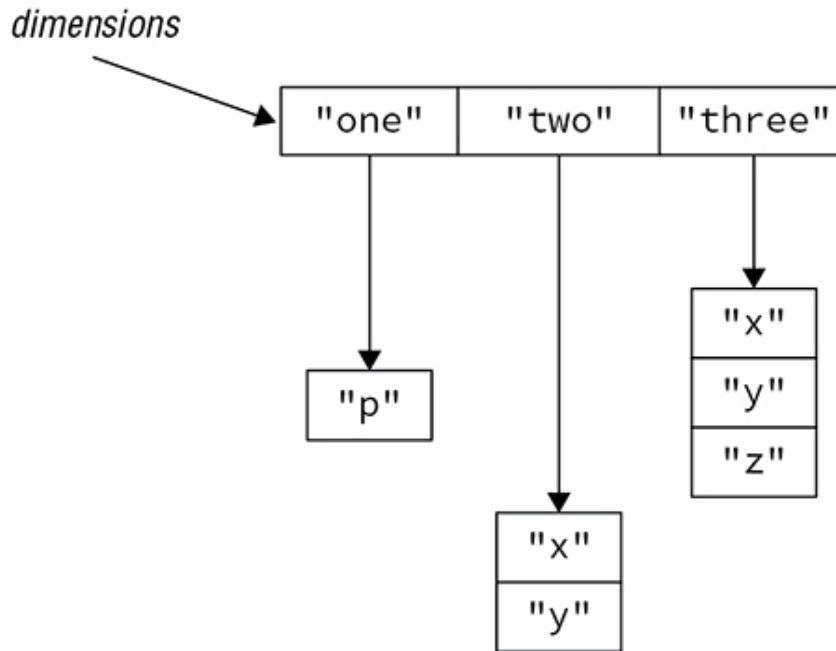 dimensions
"one" "two" "three"
"x"
"y"
"p"
"z"
"x"
"y"